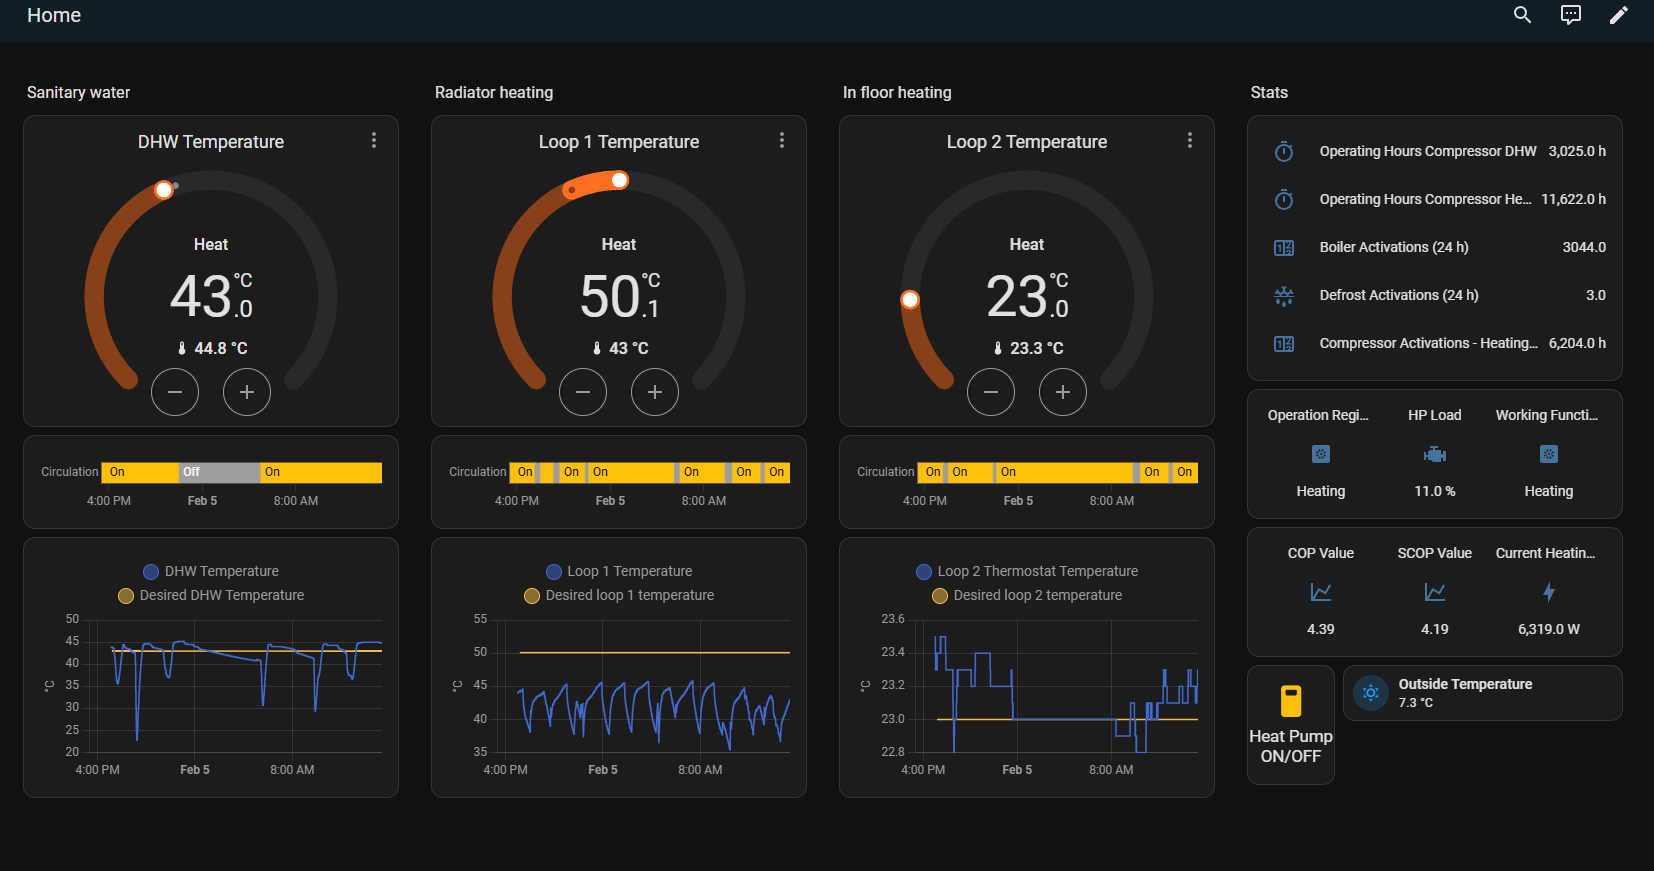 Home
Sanitary water
DHW Temperature
Heat
43.0 °C
44.8 °C
Circulation
On
Off
On
4:00 PM
Feb 5
8:00 AM
DHW Temperature
Desired DHW Temperature
50
45
40
35
30
25
20
°C
4:00 PM
Feb 5
8:00 AM
Radiator heating
Loop 1 Temperature
Heat
50.1 °C
43 °C
Circulation
On
On
On
On
On
On
4:00 PM
Feb 5
8:00 AM
Loop 1 Temperature
Desired loop 1 temperature
55
50
45
40
35
°C
4:00 PM
Feb 5
8:00 AM
In floor heating
Loop 2 Temperature
Heat
23.0 °C
23.3 °C
Circulation
On
On
On
On
On
4:00 PM
Feb 5
8:00 AM
Loop 2 Thermostat Temperature
Desired loop 2 temperature
23.6
23.4
23.2
23.0
22.8
°C
4:00 PM
Feb 5
8:00 AM
Stats
Operating Hours Compressor DHW 3,025.0 h
Operating Hours Compressor He... 11,622.0 h
Boiler Activations (24 h) 3044.0
Defrost Activations (24 h) 3.0
Compressor Activations - Heating... 6,204.0 h
Operation Regi... HP Load Working Functi...
Heating 11.0 % Heating
COP Value SCOP Value Current Heatin...
4.39 4.19 6,319.0 W
Heat Pump
ON/OFF
Outside Temperature
7.3 °C